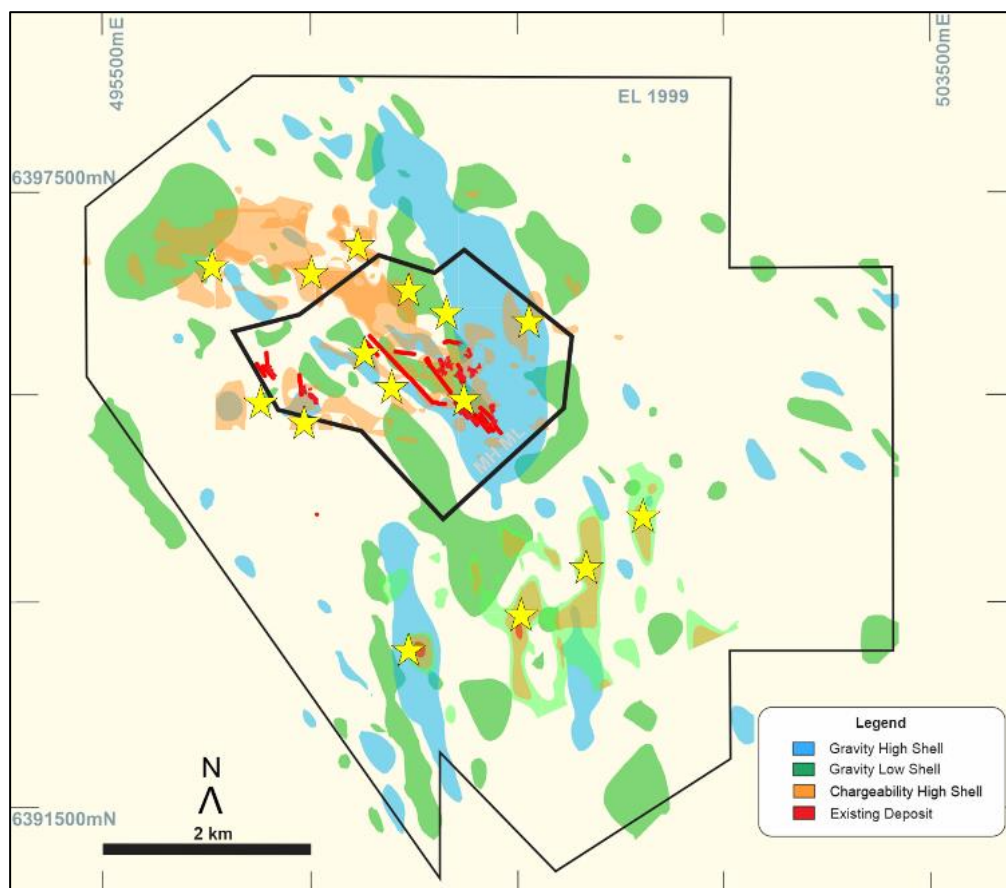 495500mE
503500mE
EL 1999
6397500mN
MH ML
6391500mN
N
2 km
Legend
Gravity High Shell
Gravity Low Shell
Chargeability High Shell
Existing Deposit